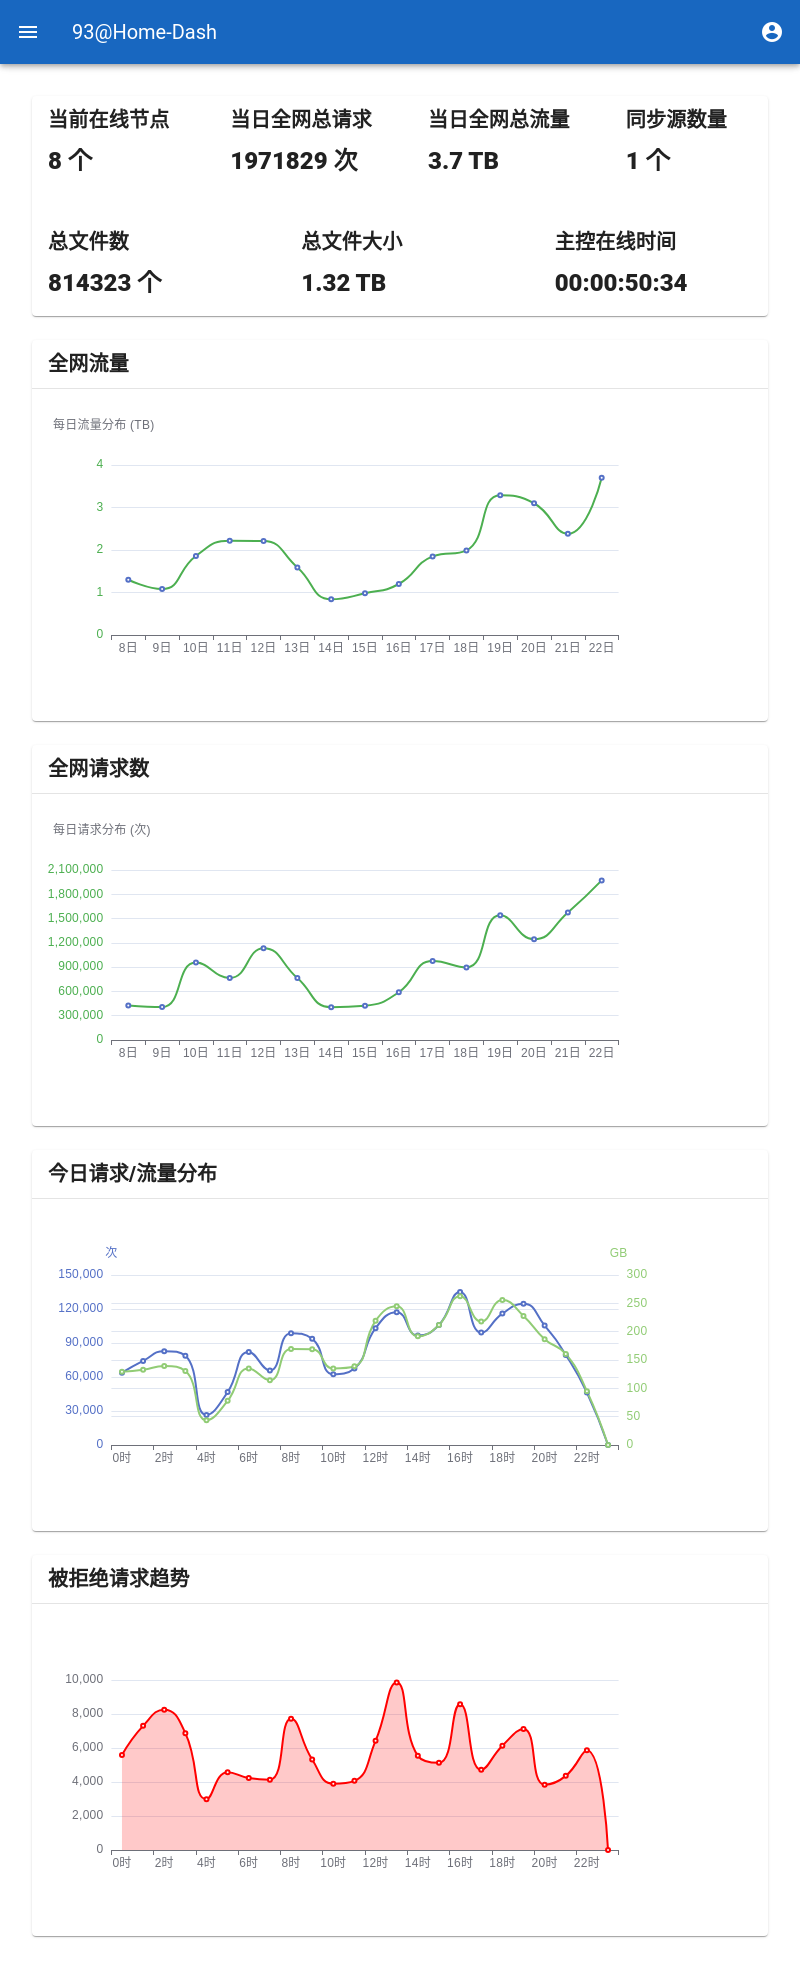 93@Home-Dash
当前在线节点 当日全网总请求 当日全网总流量 同步源数量
8 个 1971829 次 3.7 TB 1 个
总文件数 总文件大小 主控在线时间
814323 个 1.32 TB 00:00:50:34
全网流量
每日流量分布 (TB)
4
3
2
1
0
8日 9日 10日 11日 12日 13日 14日 15日 16日 17日 18日 19日 20日 21日 22日
全网请求数
每日请求分布 (次)
2,100,000
1,800,000
1,500,000
1,200,000
900,000
600,000
300,000
0
8日 9日 10日 11日 12日 13日 14日 15日 16日 17日 18日 19日 20日 21日 22日
今日请求/流量分布
次 GB
150,000 300
120,000 250
90,000 200
60,000 150
30,000 100
0 50
0
0时 2时 4时 6时 8时 10时 12时 14时 16时 18时 20时 22时
被拒绝请求趋势
10,000
8,000
6,000
4,000
2,000
0
0时 2时 4时 6时 8时 10时 12时 14时 16时 18时 20时 22时